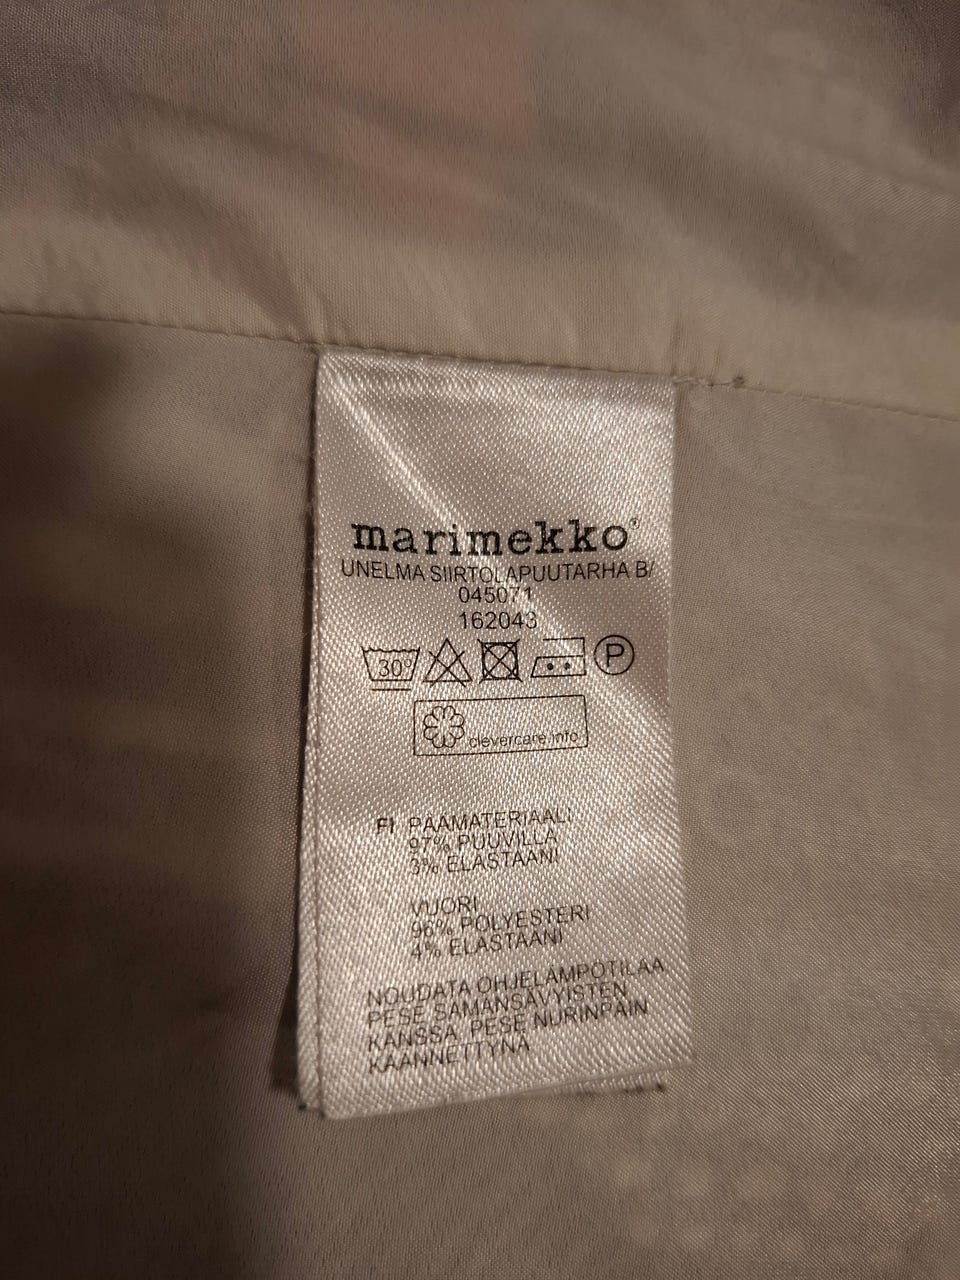 marimekko®
UNELMA SIIRTOLAPUUTARHA B/
045071
162043
30° P
clevercare.info
FI PÄÄMATERIAALI
97% PUUVILLA
3% ELASTAANI
VUORI
96% POLYESTERI
4% ELASTAANI
NOUDATA OHJELÄMPÖTILAA
PESE SAMANSÄVYISTEN
KANSSA, PESE NURINPÄIN
KÄÄNNETTYNÄ